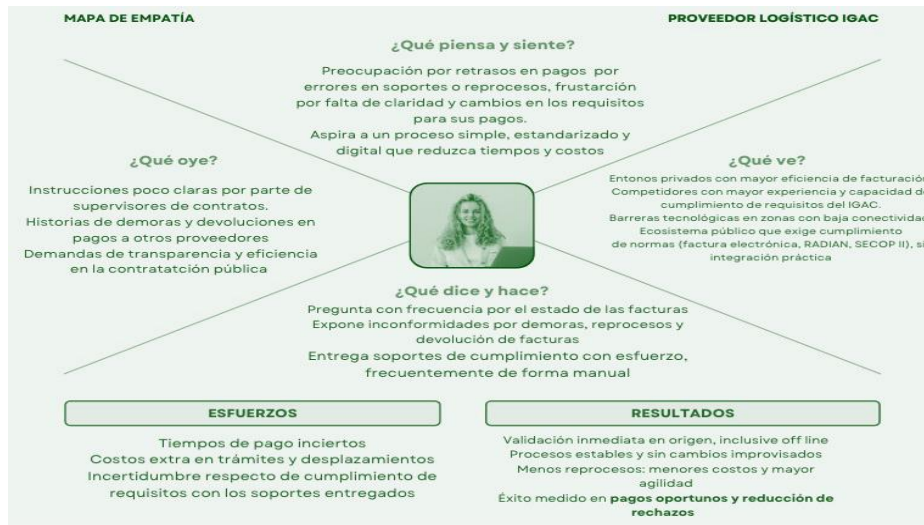 MAPA DE EMPATÍA
PROVEEDOR LOGÍSTICO IGAC
¿Qué piensa y siente?
Preocupación por retrasos en pagos por
errores en soportes o reprocesos, frustarción
por falta de claridad y cambios en los requisitos
para sus pagos.
Aspira a un proceso simple, estandarizado y
digital que reduzca tiempos y costos
¿Qué oye?
Instrucciones poco claras por parte de
supervisores de contratos.
Historias de demoras y devoluciones en
pagos a otros proveedores
Demandas de transparencia y eficiencia
en la contratatción pública
¿Qué ve?
Entonos privados con mayor eficiencia de facturación
Competidores con mayor experiencia y capacidad de
cumplimiento de requisitos del IGAC.
Barreras tecnológicas en zonas con baja conectividad
Ecosistema público que exige cumplimiento
de normas (factura electrónica, RADIAN, SECOP II),
integración práctica
¿Qué dice y hace?
Pregunta con frecuencia por el estado de las facturas
Expone inconformidades por demoras, reprocesos y
devolución de facturas
Entrega soportes de cumplimiento con esfuerzo,
frecuentemente de forma manual
ESFUERZOS
Tiempos de pago inciertos
Costos extra en trámites y desplazamientos
Incertidumbre respecto de cumplimiento de
requisitos con los soportes entregados
RESULTADOS
Validación inmediata en origen, inclusive off line
Procesos estables y sin cambios improvisados
Menos reprocesos: menores costos y mayor
agilidad
Éxito medido en pagos oportunos y reducción de
rechazos